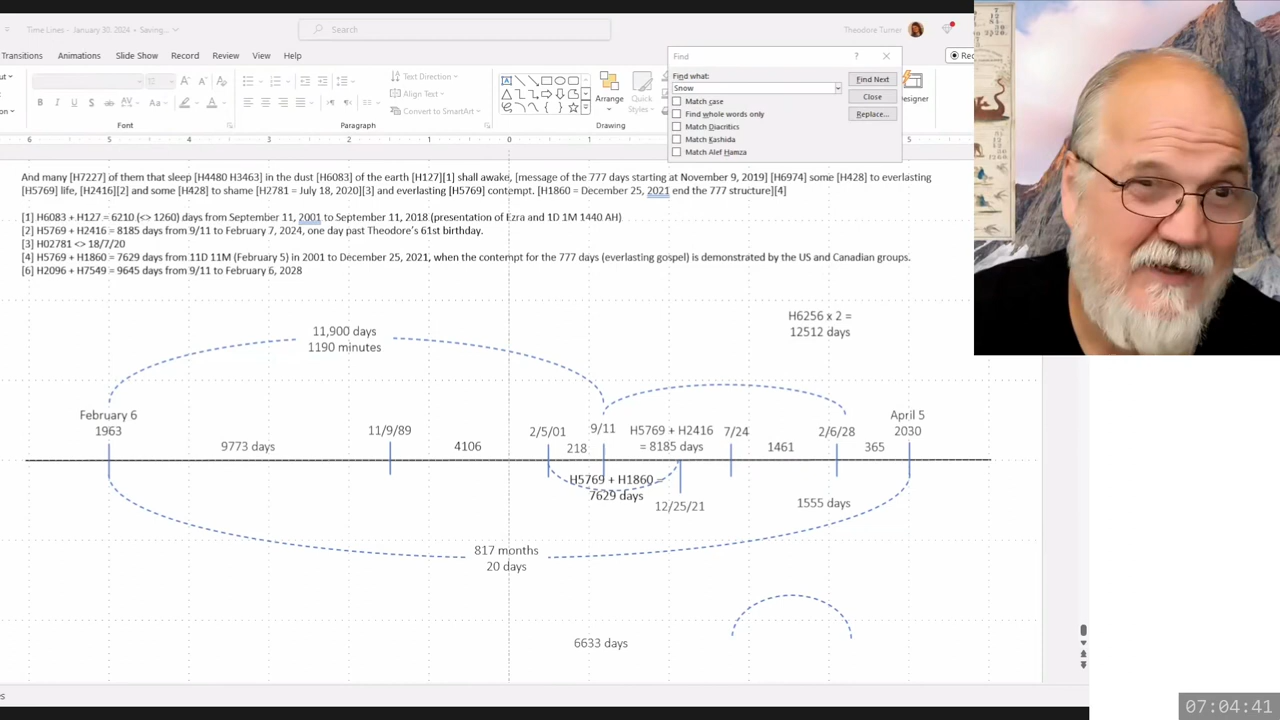 Time Lines - January 30, 2024 • Saving...
Search
Theodore Turner
Transitions Animations Slide Show Record Review View Help
Text Direction
Align Text
Convert to SmartArt
Arrange
Quick
Styles
Designer
Font
Paragraph
Drawing
Find
? 
Find what:
Snow
Match case
Find whole words only
Match Diacritics
Match Kashida
Match Alef Hamza
Find Next
Close
Replace...
6 5 4 3 2 1 0 1 2 5
And many [H7227] of them that sleep [H4480 H3463] in the dust [H6083] of the earth [H127][1] shall awake, [message of the 777 days starting at November 9, 2019] [H6974] some [H428] to everlasting
[H5769] life, [H2416][2] and some [H428] to shame [H2781 = July 18, 2020][3] and everlasting [H5769] contempt. [H1860 = December 25, 2021 end the 777 structure][4]
[1] H6083 + H127 = 6210 (<> 1260) days from September 11, 2001 to September 11, 2018 (presentation of Ezra and 1D 1M 1440 AH)
[2] H5769 + H2416 = 8185 days from 9/11 to February 7, 2024, one day past Theodore's 61st birthday.
[3] H02781 <> 18/7/20
[4] H5769 + H1860 = 7629 days from 11D 11M (February 5) in 2001 to December 25, 2021, when the contempt for the 777 days (everlasting gospel) is demonstrated by the US and Canadian groups.
[6] H2096 + H7549 = 9645 days from 9/11 to February 6, 2028
H6256 x 2 =
12512 days
11,900 days
1190 minutes
February 6
1963
9773 days
11/9/89
4106
2/5/01
218
9/11
H5769 + H2416
= 8185 days
7/24
1461
2/6/28
365
April 5
2030
H5769 + H1860 =
7629 days
12/25/21
1555 days
817 months
20 days
6633 days
07:04:41